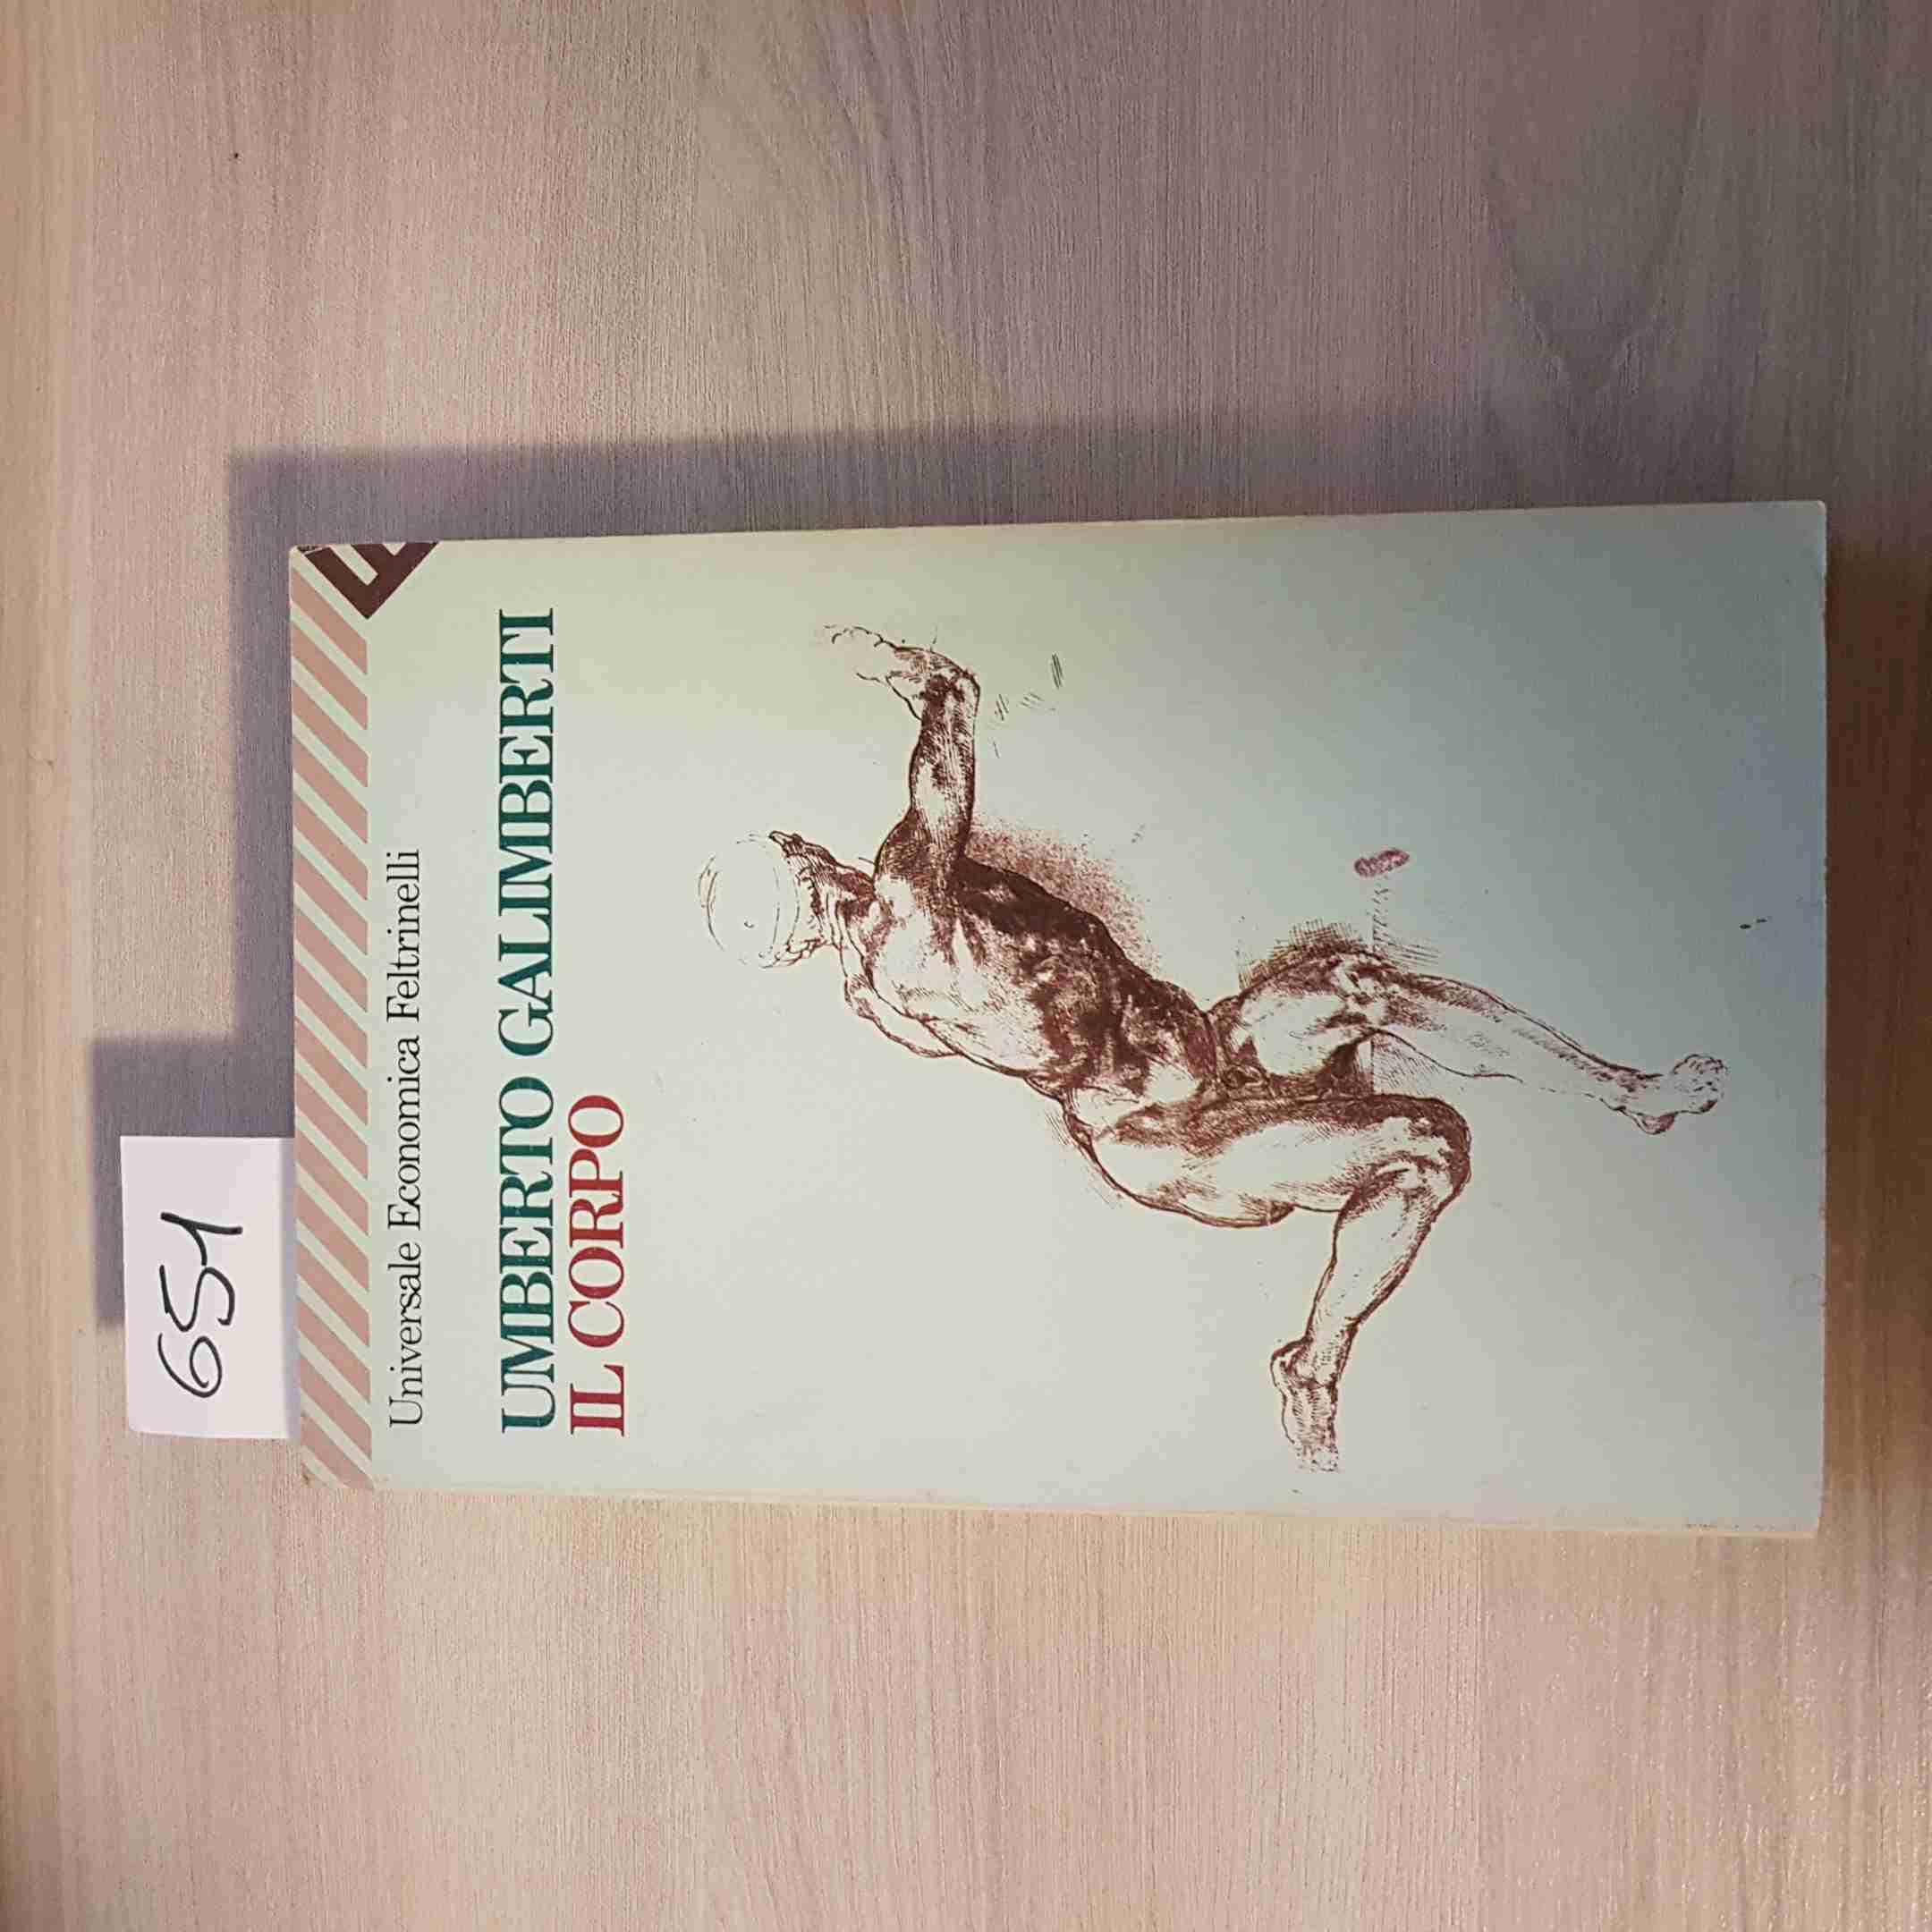 651
Universale Economica Feltrinelli
UMBERTO GALIMBERTI
IL CORPO